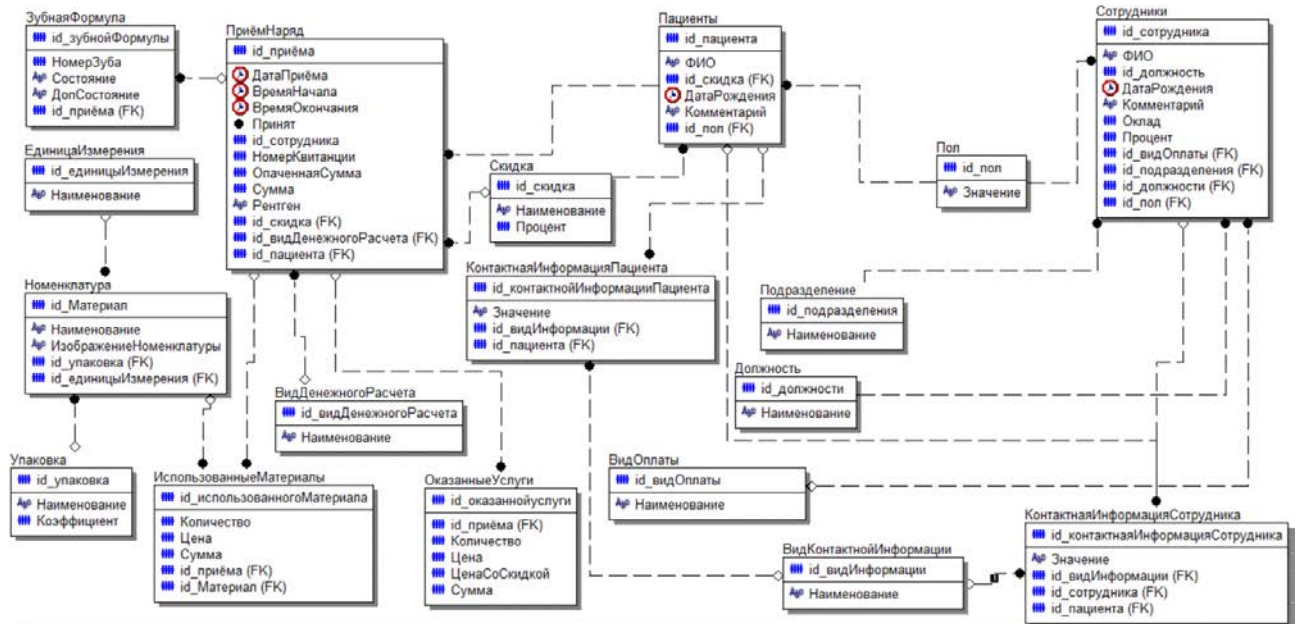 ЗубнаяФормула
id_зубнойФормулы
НомерЗуба
Состояние
ДопСостояние
id_приёма (FK)
ПриёмНаряд
id_приёма
ДатаПриёма
ВремяНачала
ВремяОкончания
Принят
id_сотрудника
НомерКвитанции
ОпаченнаяСумма
Сумма
Рентген
id_скидка (FK)
id_видДенежногоРасчета (FK)
id_пациента (FK)
Пациенты
id_пациента
ФИО
id_скидка (FK)
ДатаРождения
Комментарий
id_пол (FK)
Сотрудники
id_сотрудника
ФИО
id_должность
ДатаРождения
Комментарий
Оклад
Процент
id_видОплаты (FK)
id_подразделения (FK)
id_должности (FK)
id_пол (FK)
ЕдиницаИзмерения
id_единицыИзмерения
Наименование
Скидка
id_скидка
Наименование
Процент
Пол
id_пол
Значение
Номенклатура
id_Материал
Наименование
ИзображениеНоменклатуры
id_упаковка (FK)
id_единицыИзмерения (FK)
КонтактнаяИнформацияПациента
id_контактнойИнформацииПациента
Значение
id_видИнформации (FK)
id_пациента (FK)
Подразделение
id_подразделения
Наименование
Должность
id_должности
Наименование
ВидДенежногоРасчета
id_видДенежногоРасчета
Наименование
Упаковка
id_упаковка
Наименование
Коэффициент
ИспользованныеМатериалы
id_использованногоМатериала
Количество
Цена
Сумма
id_приёма (FK)
id_Материал (FK)
ОказанныеУслуги
id_оказаннойуслуги
id_приёма (FK)
Количество
Цена
ЦенаСоСкидкой
Сумма
ВидОплаты
id_видОплаты
Наименование
ВидКонтактнойИнформации
id_видИнформации
Наименование
КонтактнаяИнформацияСотрудника
id_контактнаяИнформацияСотрудника
Значение
id_видИнформации (FK)
id_сотрудника (FK)
id_пациента (FK)